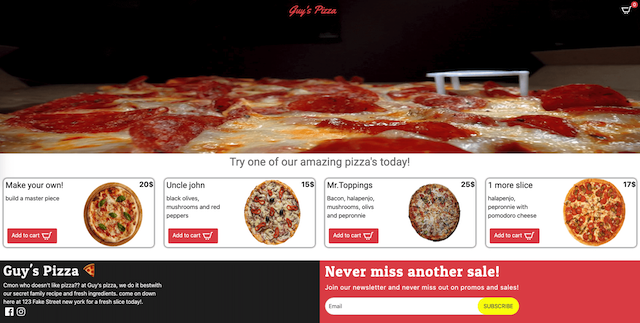 Guy's Pizza
0
Try one of our amazing pizza's today!
Make your own!
20$
build a master piece
Add to cart
Uncle john
15$
black olives,
mushrooms and red
peppers
Add to cart
Mr.Toppings
25$
Bacon, halapenjo,
mushrooms, olivs
and pepronnie
Add to cart
1 more slice
17$
halapenjo,
pepronnie with
pomodoro cheese
Add to cart
Guy's Pizza
Cmon who doesn't like pizza?? at Guy's pizza, we do it bestwith
our secret family recipe and fresh ingredients. come on down
here at 123 Fake Street new york for a fresh slice today!.
Never miss another sale!
Join our newsletter and never miss out on promos and sales!
Email
SUBSCRIBE